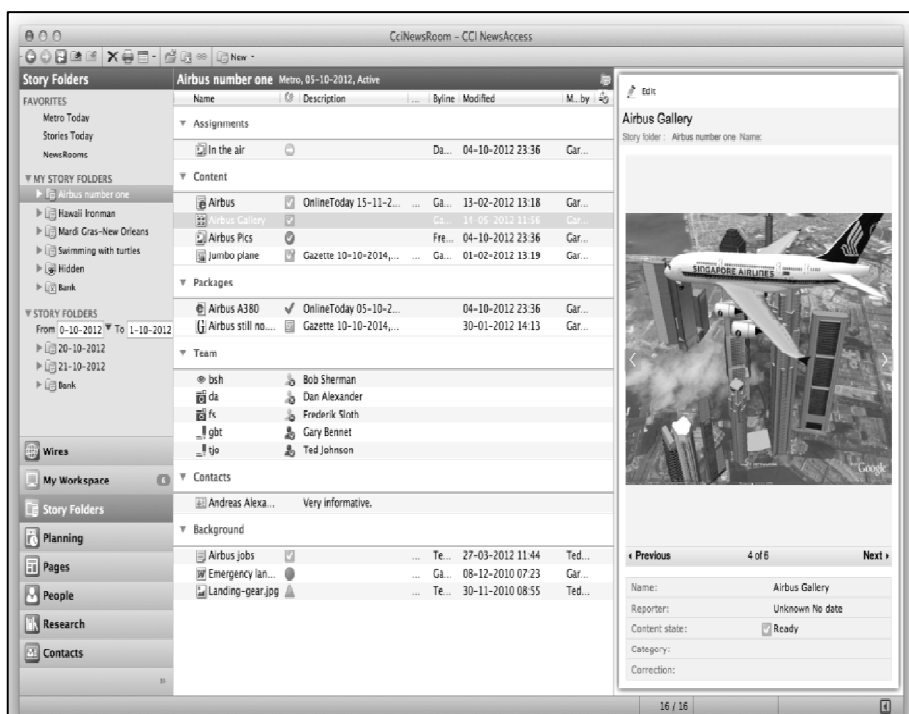 CciNewsRoom – CCI NewsAccess
New
Story Folders
FAVORITES
Metro Today
Stories Today
NewsRooms
MY STORY FOLDERS
Airbus number one
Hawaii Ironman
Mardi Gras-New Orleans
Swimming with turtles
Hidden
Bank
STORY FOLDERS
From 0-10-2012 To 1-10-2012
20-10-2012
21-10-2012
Bank
Wires
My Workspace 6
Story Folders
Planning
Pages
People
Research
Contacts
»
Airbus number one Metro, 05-10-2012, Active
Name Description ... Byline Modified M...by
Assignments
In the air Da... 04-10-2012 23:36 Gar...
Content
Airbus OnlineToday 15-11-2... ... Ga... 13-02-2012 13:18 Gar...
Airbus Gallery Ga... 14-05-2012 11:56 Gar...
Airbus Pics Fre... 04-10-2012 23:36 Gar...
Jumbo plane Gazette 10-10-2014,... ... Ga... 01-02-2012 13:19 Gar...
Packages
Airbus A380 OnlineToday 05-10-2... 04-10-2012 23:36 Gar...
Airbus still no.... Gazette 10-10-2014,... 30-01-2012 14:13 Gar...
Team
bsh Bob Sherman
da Dan Alexander
fs Frederik Sloth
gbt Gary Bennet
tjo Ted Johnson
Contacts
Andreas Alexa... Very informative.
Background
Airbus jobs ... Te... 27-03-2012 11:44 Ted...
Emergency lan... ... Ga... 08-12-2010 07:23 Gar...
Landing-gear.jpg ... Te... 30-11-2010 08:55 Ted...
Edit
Airbus Gallery
Story folder : Airbus number one Name:
SINGAPORE AIRLINES
Google
‹ Previous 4 of 6 Next ›
Name: Airbus Gallery
Reporter: Unknown No date
Content state: Ready
Category:
Correction:
16 / 16